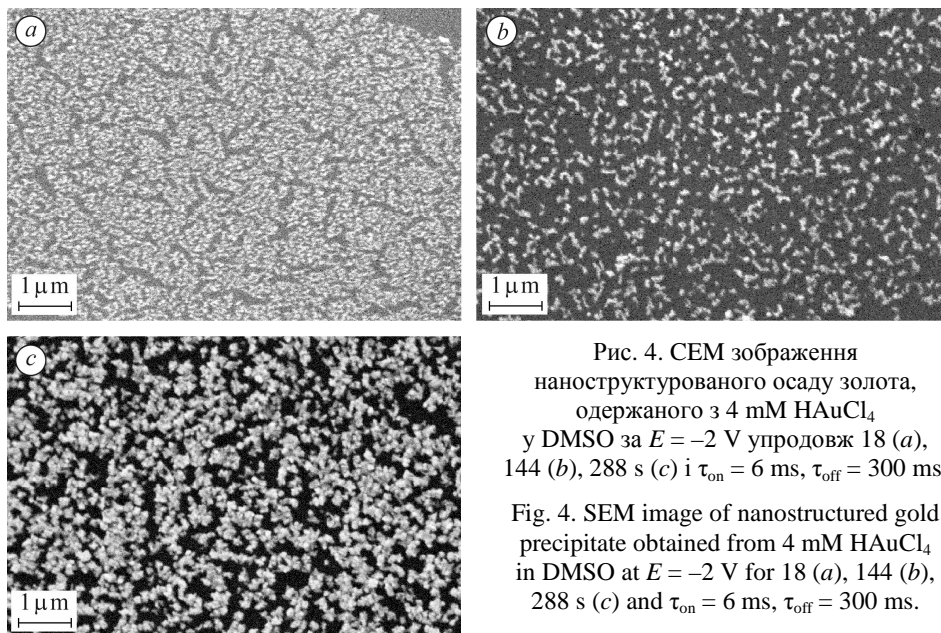 a
b
1 μm
1 μm
c
1 μm
Рис. 4. СЕМ зображення
наноструктурованого осаду золота,
одержаного з 4 mM HAuCl₄
у DMSO за E = –2 V упродовж 18 (a),
144 (b), 288 s (c) і τon = 6 ms, τoff = 300 ms
Fig. 4. SEM image of nanostructured gold
precipitate obtained from 4 mM HAuCl₄
in DMSO at E = –2 V for 18 (a), 144 (b),
288 s (c) and τon = 6 ms, τoff = 300 ms.